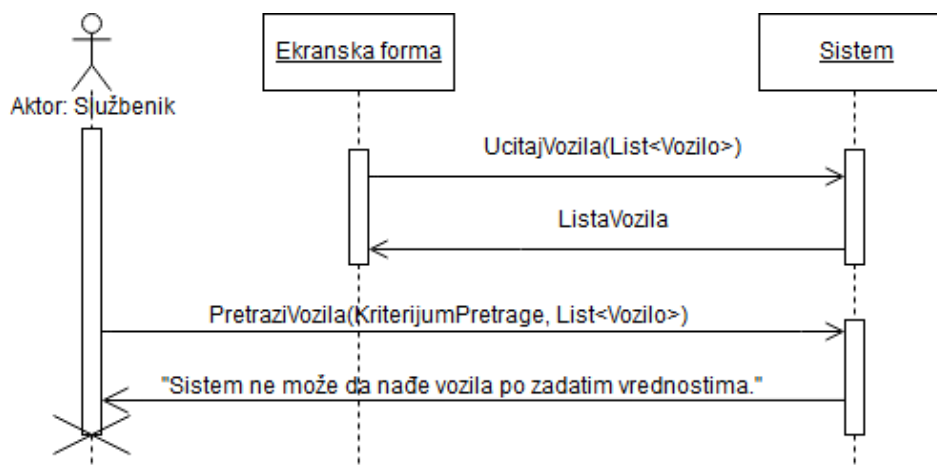 Ekranska forma
Sistem
Aktor: Službenik
UcitajVozila(List<Vozilo>)
ListaVozila
PretraziVozila(KriterijumPretrage, List<Vozilo>)
"Sistem ne može da nađe vozila po zadatim vrednostima."